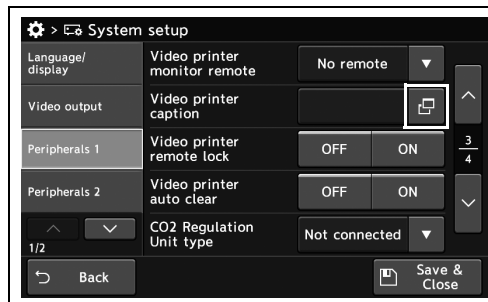 > System setup
Language/
display
Video output
Peripherals 1
Peripherals 2
1/2
Back
Video printer
monitor remote
No remote
Video printer
caption
Video printer
remote lock
OFF ON
Video printer
auto clear
OFF ON
CO2 Regulation
Unit type
Not connected
3
4
Save &
Close